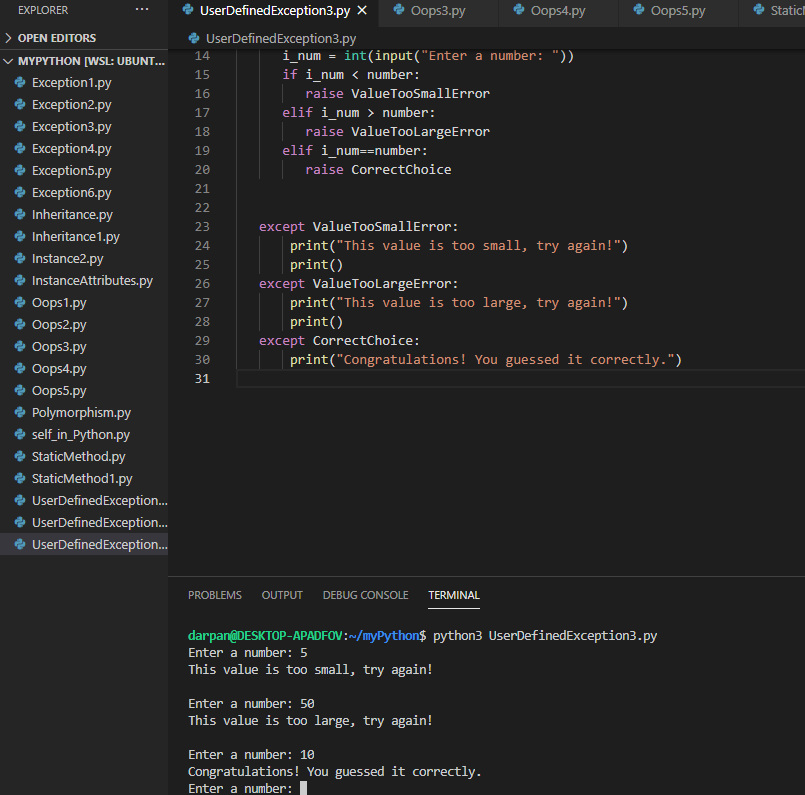 EXPLORER ...
UserDefinedException3.py
Oops3.py
Oops4.py
Oops5.py
OPEN EDITORS
MYPYTHON [WSL: UBUNT...
Exception1.py
Exception2.py
Exception3.py
Exception4.py
Exception5.py
Exception6.py
Inheritance.py
Inheritance1.py
Instance2.py
InstanceAttributes.py
Oops1.py
Oops2.py
Oops3.py
Oops4.py
Oops5.py
Polymorphism.py
self_in_Python.py
StaticMethod.py
StaticMethod1.py
UserDefinedException...
UserDefinedException...
UserDefinedException...
UserDefinedException3.py
14 i_num = int(input("Enter a number: "))
15 if i_num < number:
16 raise ValueTooSmallError
17 elif i_num > number:
18 raise ValueTooLargeError
19 elif i_num==number:
20 raise CorrectChoice
21
22
23 except ValueTooSmallError:
24 print("This value is too small, try again!")
25 print()
26 except ValueTooLargeError:
27 print("This value is too large, try again!")
28 print()
29 except CorrectChoice:
30 print("Congratulations! You guessed it correctly.")
31
PROBLEMS OUTPUT DEBUG CONSOLE TERMINAL
darpan@DESKTOP-APADFOV:~/myPython$ python3 UserDefinedException3.py
Enter a number: 5
This value is too small, try again!
Enter a number: 50
This value is too large, try again!
Enter a number: 10
Congratulations! You guessed it correctly.
Enter a number: